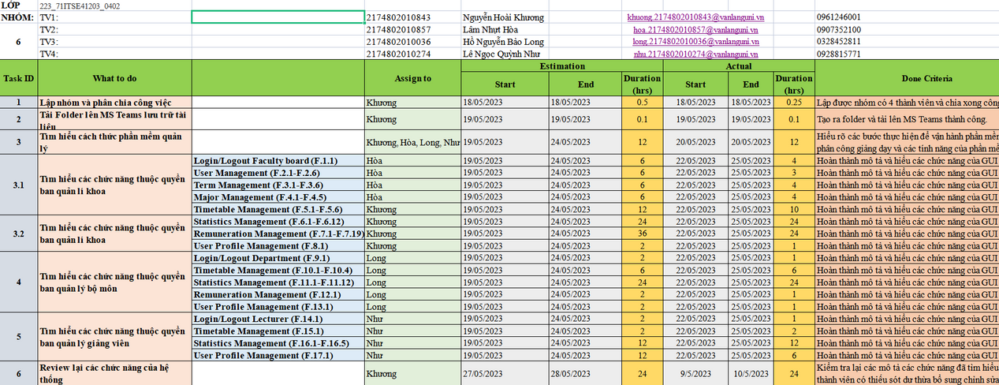 LỚP 223_71ITSE41203_0402
NHÓM: TV1: 2174802010843 Nguyễn Hoài Khương khuong.2174802010843@vanlanguni.vn 0961246001
TV2: 2174802010857 Lâm Nhựt Hòa hoa.2174802010857@vanlanguni.vn 0907352100
6 TV3: 2174802010036 Hồ Nguyễn Bảo Long long.2174802010036@vanlanguni.vn 0328452811
TV4: 2174802010274 Lê Ngọc Quỳnh Như nhu.2174802010274@vanlanguni.vn 0928815771
Task ID What to do Assign to Estimation Actual Done Criteria
Start End Duration (hrs) Start End Duration (hrs)
1 Lập nhóm và phân chia công việc Khương 18/05/2023 18/05/2023 0.5 18/05/2023 18/05/2023 0.25 Lập được nhóm có 4 thành viên và chia xong công
2 Tải Folder lên MS Teams lưu trữ tài liệu Khương 19/05/2023 19/05/2023 0.1 19/05/2023 19/05/2023 0.1 Tạo ra folder và tải lên MS Teams thành công.
3 Tìm hiểu cách thức phần mềm quản lý Khương, Hòa, Long, Như 19/05/2023 24/05/2023 12 20/05/2023 20/05/2023 12 Hiểu rõ các bước thực hiện để vận hành phần mềm
phân công giảng dạy và các tính năng của phần mề
3.1 Tìm hiểu các chức năng thuộc quyền ban quản lí khoa Login/Logout Faculty board (F.1.1) Hòa 19/05/2023 24/05/2023 6 22/05/2023 25/05/2023 4 Hoàn thành mô tả và hiểu các chức năng của GUI
User Management (F.2.1-F.2.6) Hòa 19/05/2023 24/05/2023 6 22/05/2023 25/05/2023 3 Hoàn thành mô tả và hiểu các chức năng của GUI
Term Management (F.3.1-F.3.6) Hòa 19/05/2023 24/05/2023 6 22/05/2023 25/05/2023 4 Hoàn thành mô tả và hiểu các chức năng của GUI
Major Management (F.4.1-F.4.5) Hòa 19/05/2023 24/05/2023 6 22/05/2023 25/05/2023 4 Hoàn thành mô tả và hiểu các chức năng của GUI
Timetable Management (F.5.1-F.5.6) Khương 19/05/2023 24/05/2023 12 22/05/2023 25/05/2023 10 Hoàn thành mô tả và hiểu các chức năng của GUI
3.2 Tìm hiểu các chức năng thuộc quyền ban quản lí khoa Statistics Management (F.6.1-F.6.12) Khương 19/05/2023 24/05/2023 24 22/05/2023 25/05/2023 24 Hoàn thành mô tả và hiểu các chức năng của GUI
Remuneration Management (F.7.1-F.7.19) Khương 19/05/2023 24/05/2023 36 22/05/2023 25/05/2023 24 Hoàn thành mô tả và hiểu các chức năng của GUI
User Profile Management (F.8.1) Khương 19/05/2023 24/05/2023 2 22/05/2023 25/05/2023 1 Hoàn thành mô tả và hiểu các chức năng của GUI
4 Tìm hiểu các chức năng thuộc quyền ban quản lý bộ môn Login/Logout Department (F.9.1) Long 19/05/2023 24/05/2023 2 22/05/2023 25/05/2023 1 Hoàn thành mô tả và hiểu các chức năng của GUI
Timetable Management (F.10.1-F.10.4) Long 19/05/2023 24/05/2023 6 22/05/2023 25/05/2023 6 Hoàn thành mô tả và hiểu các chức năng của GUI
Statistics Management (F.11.1-F.11.12) Long 19/05/2023 24/05/2023 24 22/05/2023 25/05/2023 24 Hoàn thành mô tả và hiểu các chức năng của GUI
Remuneration Management (F.12.1) Long 19/05/2023 24/05/2023 2 22/05/2023 25/05/2023 1 Hoàn thành mô tả và hiểu các chức năng của GUI
User Profile Management (F.13.1) Long 19/05/2023 24/05/2023 2 22/05/2023 25/05/2023 1 Hoàn thành mô tả và hiểu các chức năng của GUI
5 Tìm hiểu các chức năng thuộc quyền ban quản lý giảng viên Login/Logout Lecturer (F.14.1) Như 19/05/2023 24/05/2023 2 22/05/2023 25/05/2023 1 Hoàn thành mô tả và hiểu các chức năng của GUI
Timetable Management (F.15.1) Như 19/05/2023 24/05/2023 2 22/05/2023 25/05/2023 2 Hoàn thành mô tả và hiểu các chức năng của GUI
Statistics Management (F.16.1-F.16.5) Như 19/05/2023 24/05/2023 12 22/05/2023 25/05/2023 12 Hoàn thành mô tả và hiểu các chức năng của GUI
User Profile Management (F.17.1) Như 19/05/2023 24/05/2023 12 22/05/2023 25/05/2023 6 Hoàn thành mô tả và hiểu các chức năng của GUI
6 Review lại các chức năng của hệ thống Khương 27/05/2023 28/05/2023 24 9/5/2023 10/5/2023 24 Kiểm tra lại các mô tả các chức năng đã tìm hiểu
thành viên có thiếu sót dư thừa bổ sung chỉnh sửa